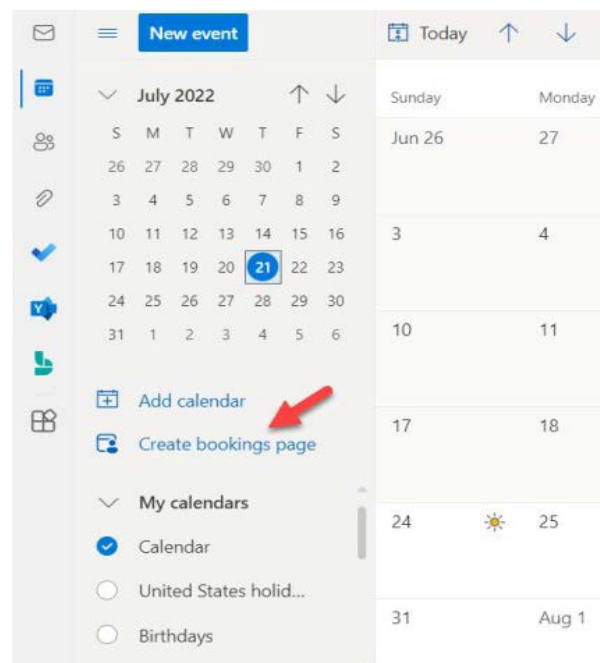 New event
July 2022
S M T W T F S
26 27 28 29 30 1 2
3 4 5 6 7 8 9
10 11 12 13 14 15 16
17 18 19 20 21 22 23
24 25 26 27 28 29 30
31 1 2 3 4 5 6
Add calendar
Create bookings page
My calendars
Calendar
United States holid...
Birthdays
Today
Sunday Monday
Jun 26 27
3 4
10 11
17 18
24 25
31 Aug 1